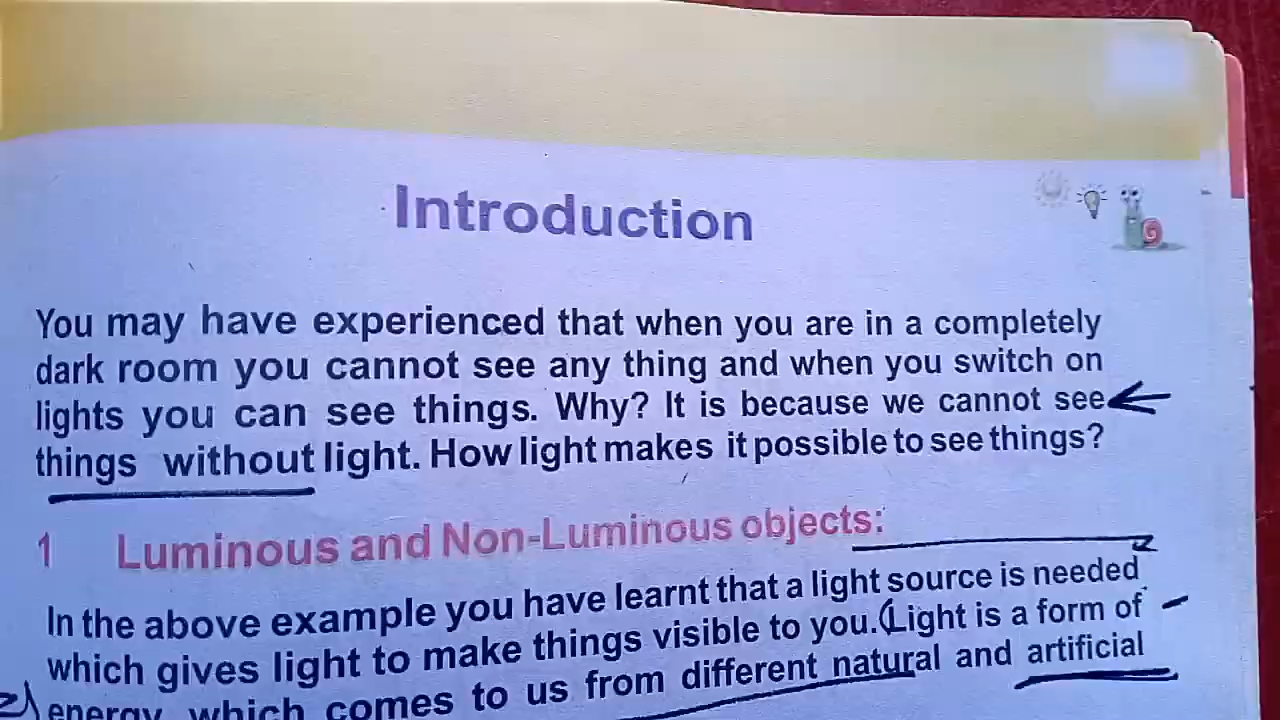 Introduction
You may have experienced that when you are in a completely
dark room you cannot see any thing and when you switch on
lights you can see things. Why? It is because we cannot see
things without light. How light makes it possible to see things?
1 Luminous and Non-Luminous objects:
In the above example you have learnt that a light source is needed
which gives light to make things visible to you.(Light is a form of
energy, which comes to us from different natural and artificial